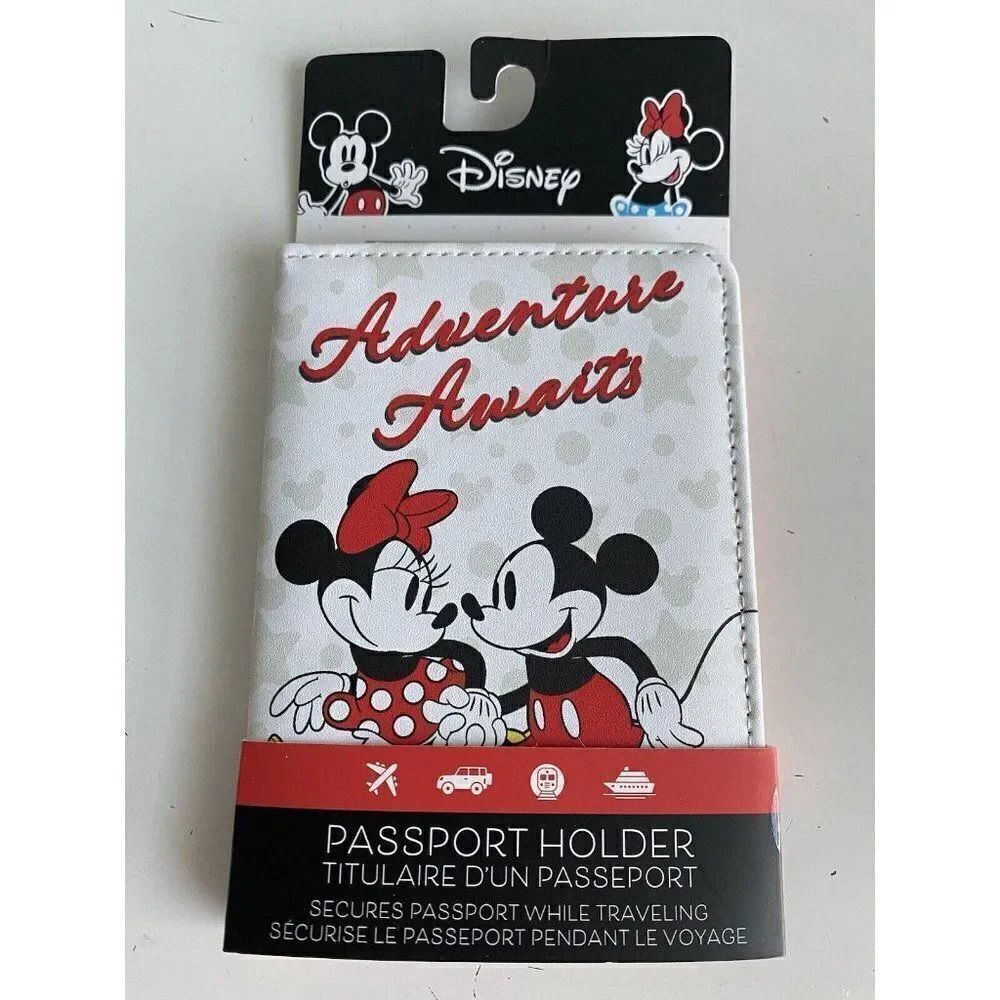 Disney
Adventure
Awaits
PASSPORT HOLDER
TITULAIRE D'UN PASSEPORT
SECURES PASSPORT WHILE TRAVELING
SÉCURISE LE PASSEPORT PENDANT LE VOYAGE